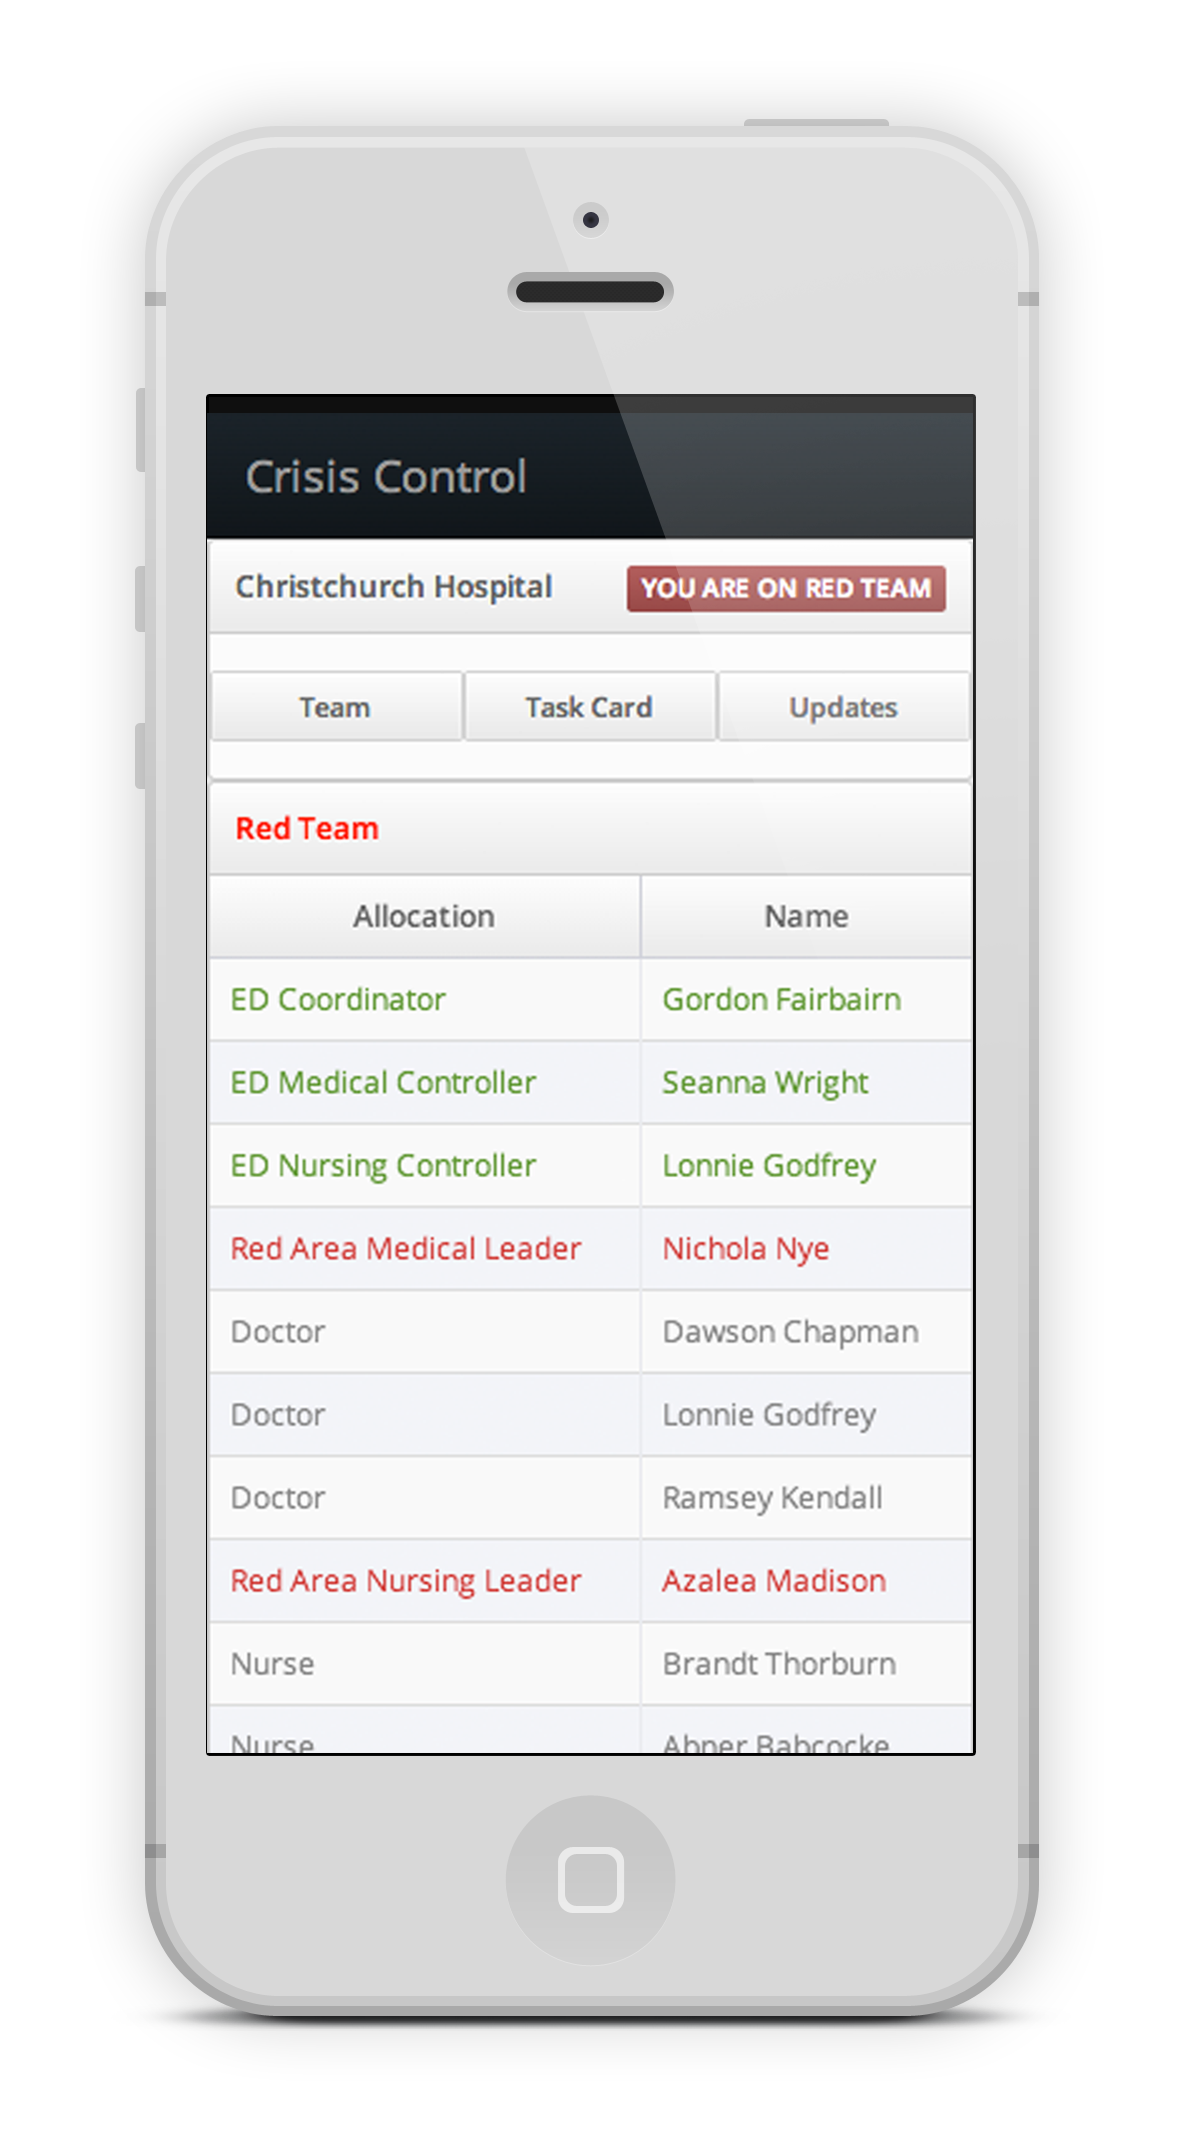 Crisis Control
Christchurch Hospital YOU ARE ON RED TEAM
Team Task Card Updates
Red Team
Allocation Name
ED Coordinator Gordon Fairbairn
ED Medical Controller Seanna Wright
ED Nursing Controller Lonnie Godfrey
Red Area Medical Leader Nichola Nye
Doctor Dawson Chapman
Doctor Lonnie Godfrey
Doctor Ramsey Kendall
Red Area Nursing Leader Azalea Madison
Nurse Brandt Thorburn
Nurse Abner Babcocke